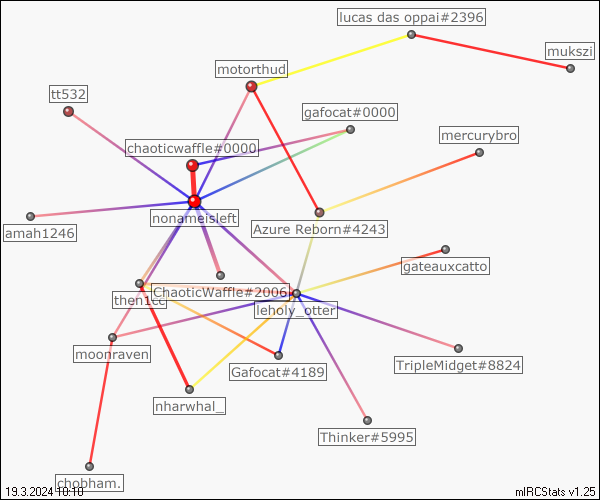 lucas das oppai#2396
mukszi
motorthud
tt532
gafocat#0000
mercurybro
chaoticwaffle#0000
nonameisleft
amah1246
Azure Reborn#4243
gateauxcatto
ChaoticWaffle#2006
then1cc
leholy_otter
moonraven
TripleMidget#8824
Gafocat#4189
nharwhal_
Thinker#5995
chobham.
19.3.2024 10:10
mIRCStats v1.25